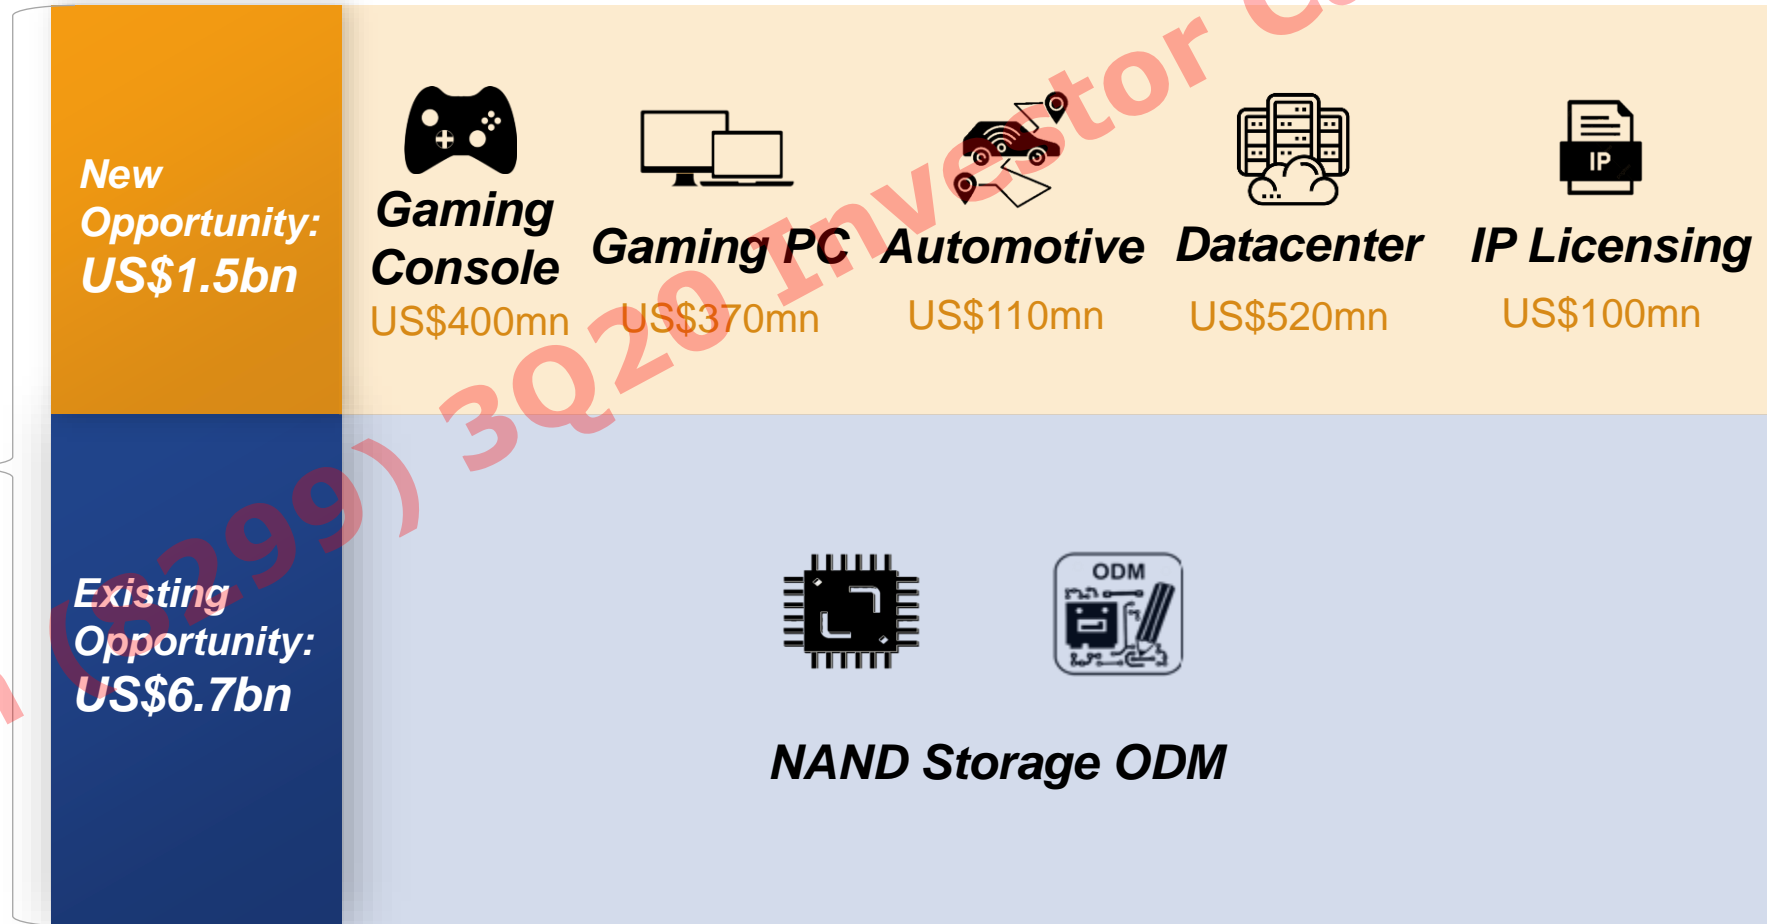 New
Opportunity:
US$1.5bn
Gaming
Console
US$400mn
Gaming PC
US$370mn
Automotive
US$110mn
Datacenter
US$520mn
IP
IP Licensing
US$100mn
Existing
Opportunity:
US$6.7bn
ODM
NAND Storage ODM
(8299) 3Q20 Investor